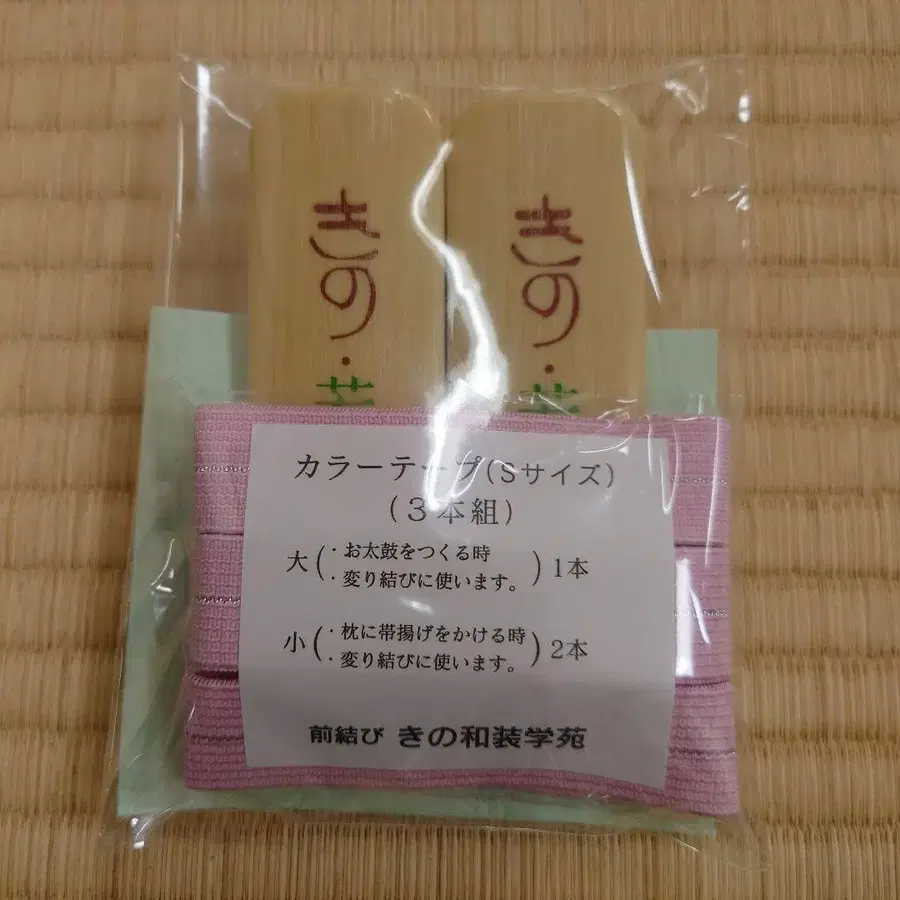 きの・
きの・
カラーテープ(Sサイズ)
(3本組)
大(・お太鼓をつくる時
・変り結びに使います。)1本
小(・枕に帯揚げをかける時
・変り結びに使います。)2本
前結び きの和装学苑